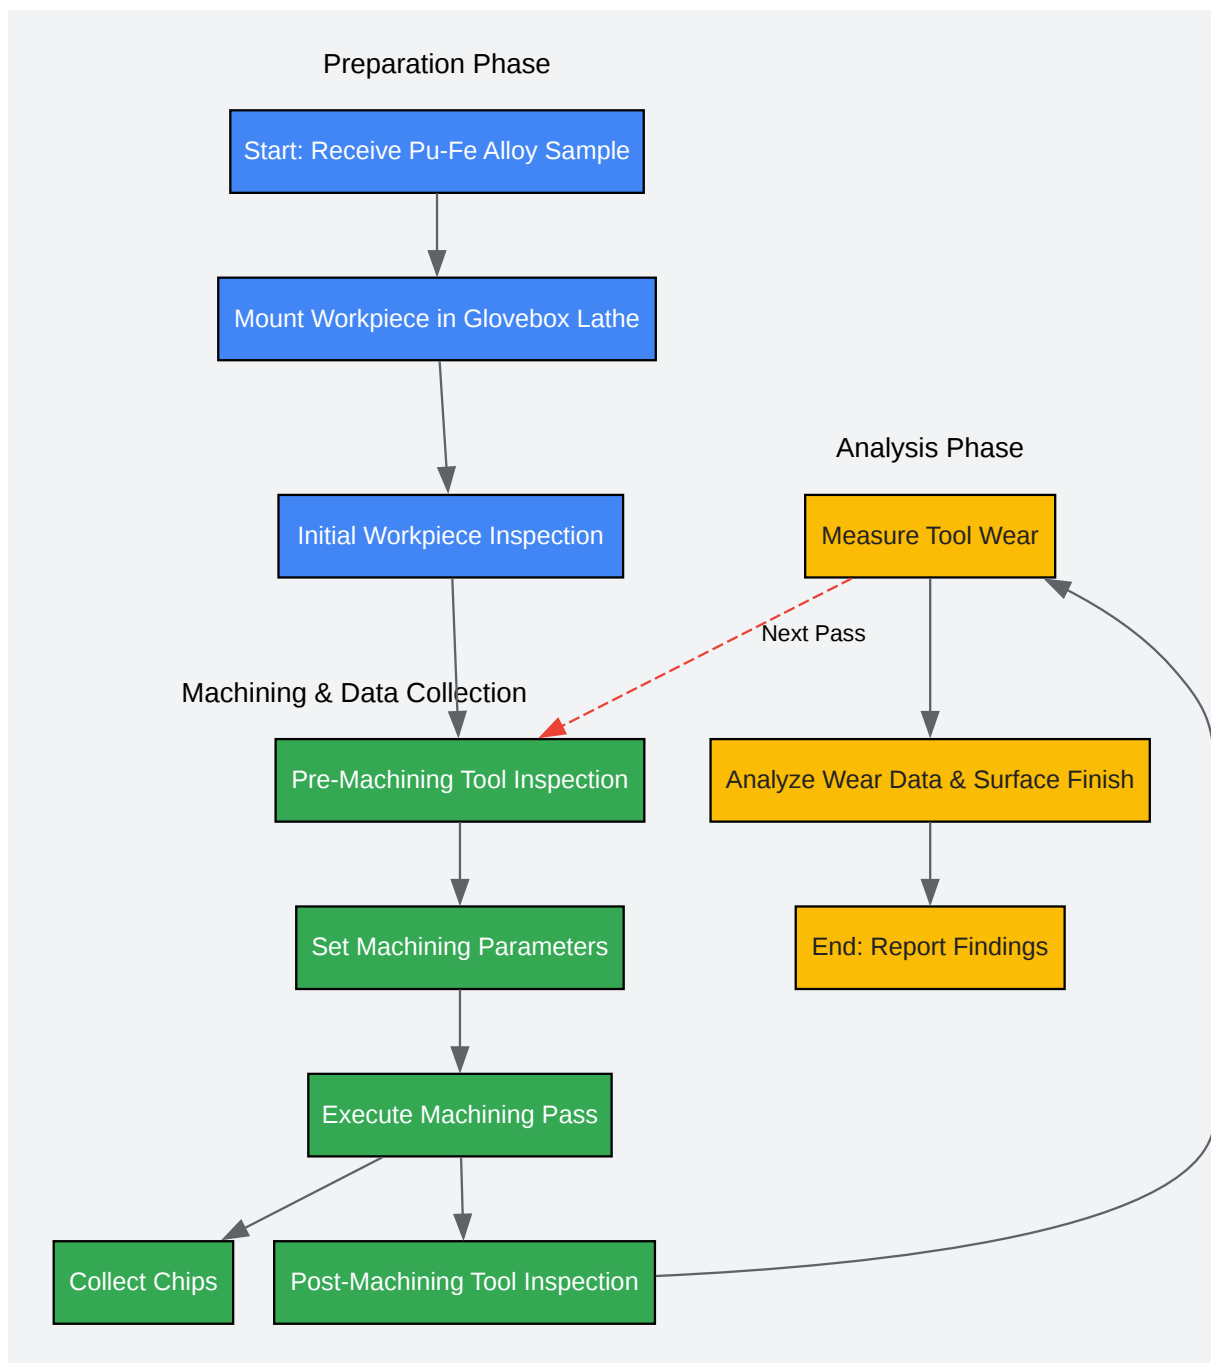 Preparation Phase
Start: Receive Pu-Fe Alloy Sample
Mount Workpiece in Glovebox Lathe
Initial Workpiece Inspection
Machining & Data Collection
Pre-Machining Tool Inspection
Set Machining Parameters
Execute Machining Pass
Collect Chips
Post-Machining Tool Inspection
Analysis Phase
Measure Tool Wear
Next Pass
Analyze Wear Data & Surface Finish
End: Report Findings